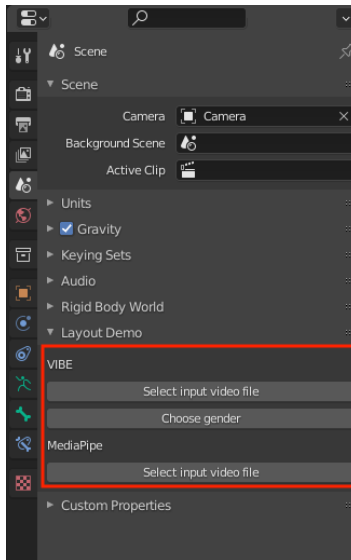 Scene
Scene
Camera Camera
Background Scene
Active Clip
Units
Gravity
Keying Sets
Audio
Rigid Body World
Layout Demo
VIBE
Select input video file
Choose gender
MediaPipe
Select input video file
Custom Properties